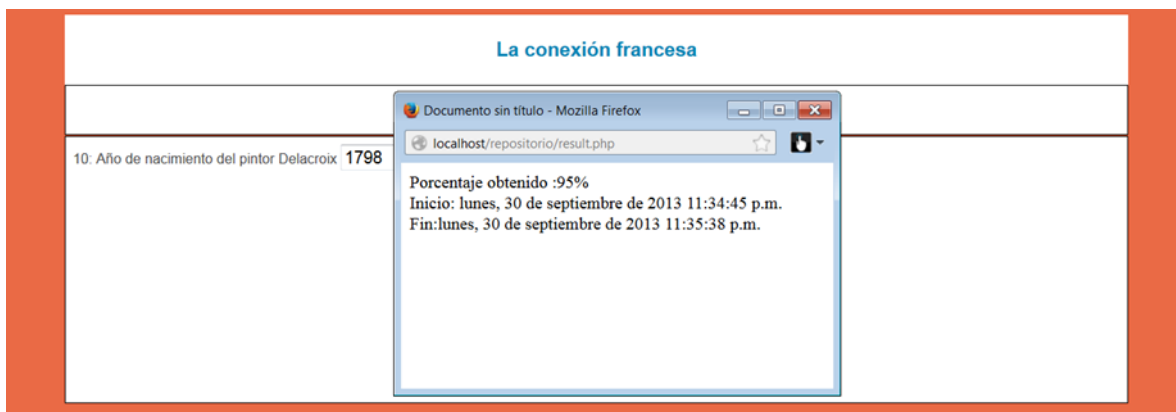 La conexión francesa
Documento sin título - Mozilla Firefox
localhost/repositorio/result.php
10: Año de nacimiento del pintor Delacroix 1798
Porcentaje obtenido :95%
Inicio: lunes, 30 de septiembre de 2013 11:34:45 p.m.
Fin:lunes, 30 de septiembre de 2013 11:35:38 p.m.